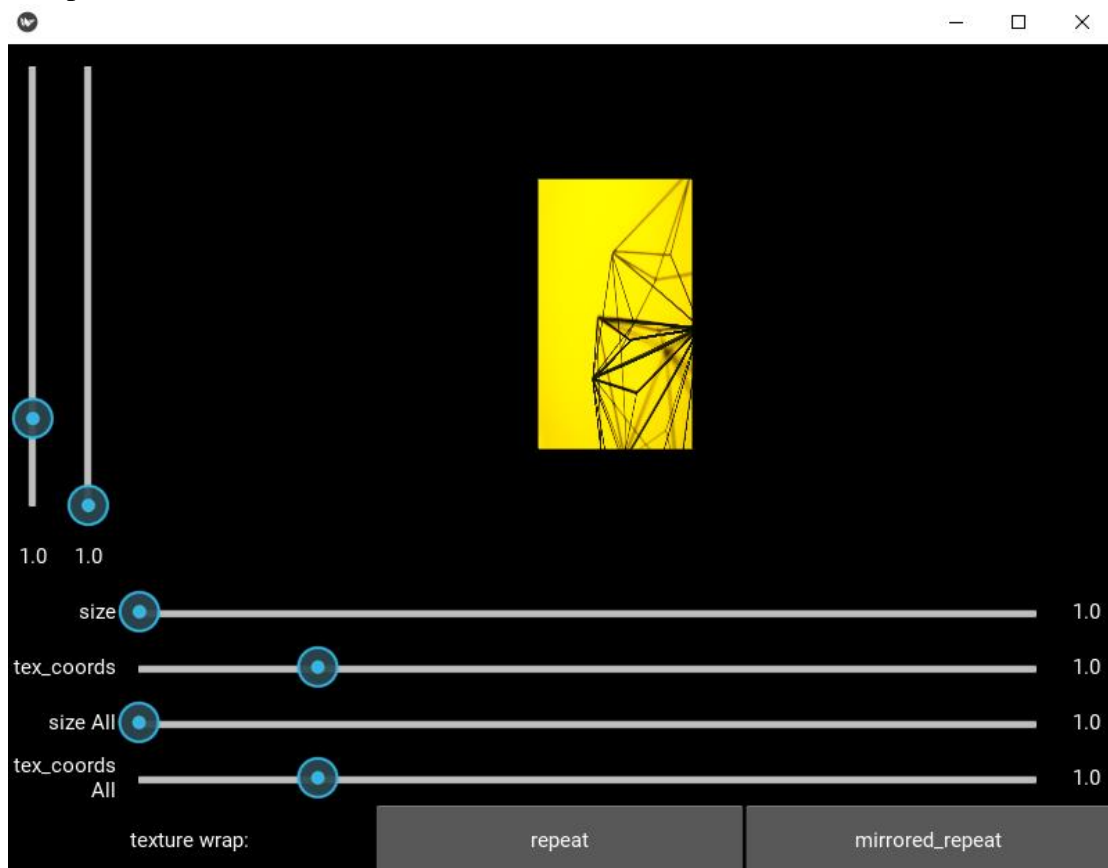 1.0 1.0
size 1.0
tex_coords 1.0
size All 1.0
tex_coords
All 1.0
texture wrap: repeat mirrored_repeat